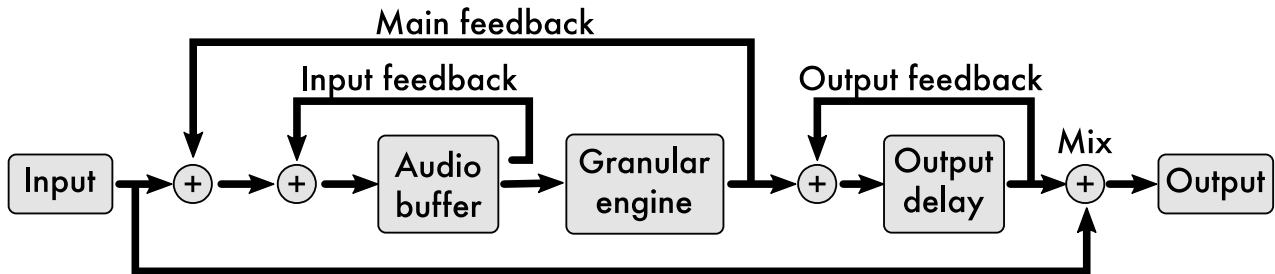 Main feedback
Input feedback
Output feedback
Mix
Input
+
+
Audio
buffer
Granular
engine
+
Output
delay
+
Output